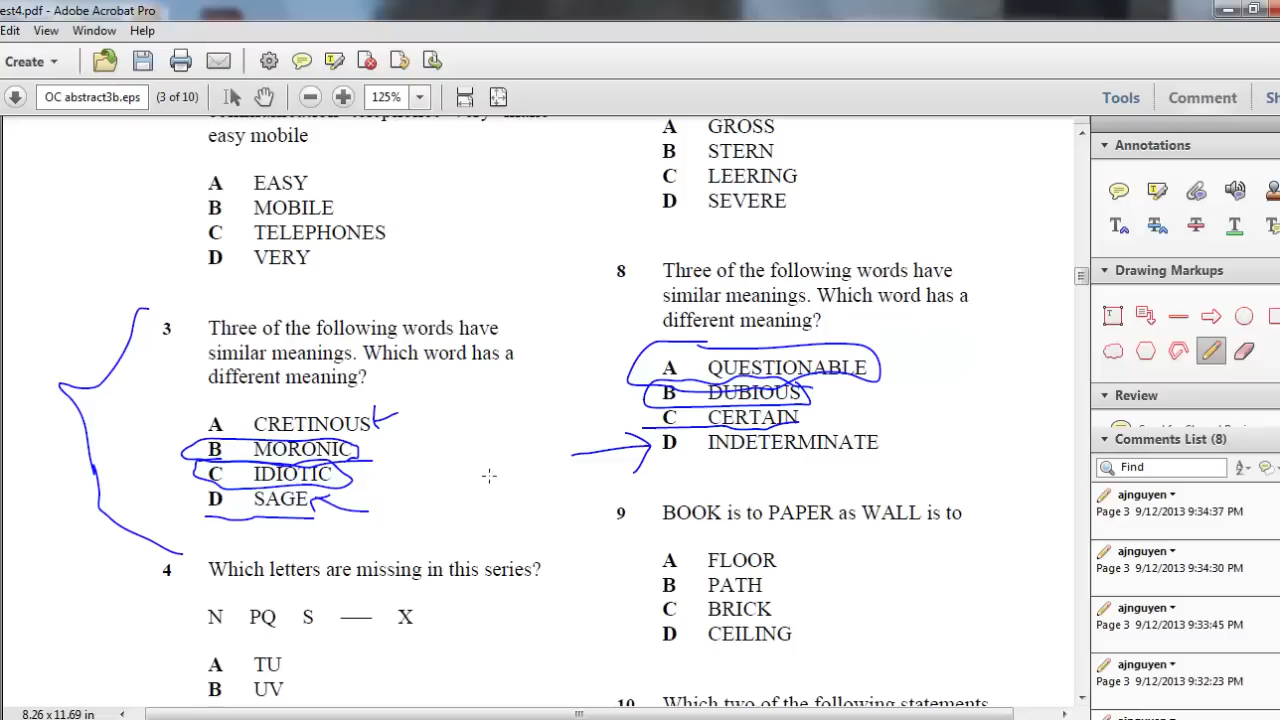 est4.pdf - Adobe Acrobat Pro
Edit View Window Help
Create
OC abstract3b.eps (3 of 10) 125% Tools Comment Sh
easy mobile
A EASY
B MOBILE
C TELEPHONES
D VERY
3 Three of the following words have
similar meanings. Which word has a
different meaning?
A CRETINOUS
B MORONIC
C IDIOTIC
D SAGE
4 Which letters are missing in this series?
N PQ S — X
A TU
B UV
A GROSS
B STERN
C LEERING
D SEVERE
8 Three of the following words have
similar meanings. Which word has a
different meaning?
A QUESTIONABLE
B DUBIOUS
C CERTAIN
D INDETERMINATE
9 BOOK is to PAPER as WALL is to
A FLOOR
B PATH
C BRICK
D CEILING
10 Which two of the following statements
Annotations
Drawing Markups
Review
Comments List (8)
Find
ajnguyen
Page 3 9/12/2013 9:34:37 PM
ajnguyen
Page 3 9/12/2013 9:34:30 PM
ajnguyen
Page 3 9/12/2013 9:33:45 PM
ajnguyen
Page 3 9/12/2013 9:32:23 PM
ajnguyen
8.26 x 11.69 in